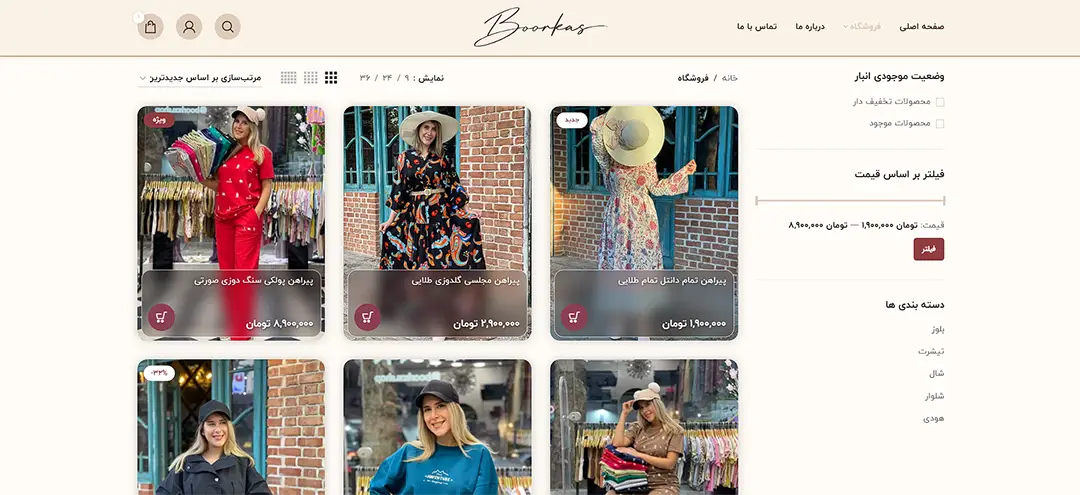 صفحه اصلی
فروشگاه
درباره ما
تماس با ما
Boorkas
وضعیت موجودی انبار
محصولات تخفیف دار
محصولات موجود
فیلتر بر اساس قیمت
قیمت: تومان ۱,۹۰۰,۰۰۰ — تومان ۸,۹۰۰,۰۰۰
فیلتر
دسته بندی ها
بلوز
تیشرت
شال
شلوار
هودی
خانه / فروشگاه
نمایش : ۹ / ۲۴ / ۳۶
مرتب‌سازی بر اساس جدیدترین
جدید
پیراهن تمام دانتل تمام طلایی
۱,۹۰۰,۰۰۰ تومان
پیراهن مجلسی گلدوزی طلایی
۲,۹۰۰,۰۰۰ تومان
ویژه
پیراهن پولکی سنگ دوزی صورتی
۸,۹۰۰,۰۰۰ تومان
-۳۲%